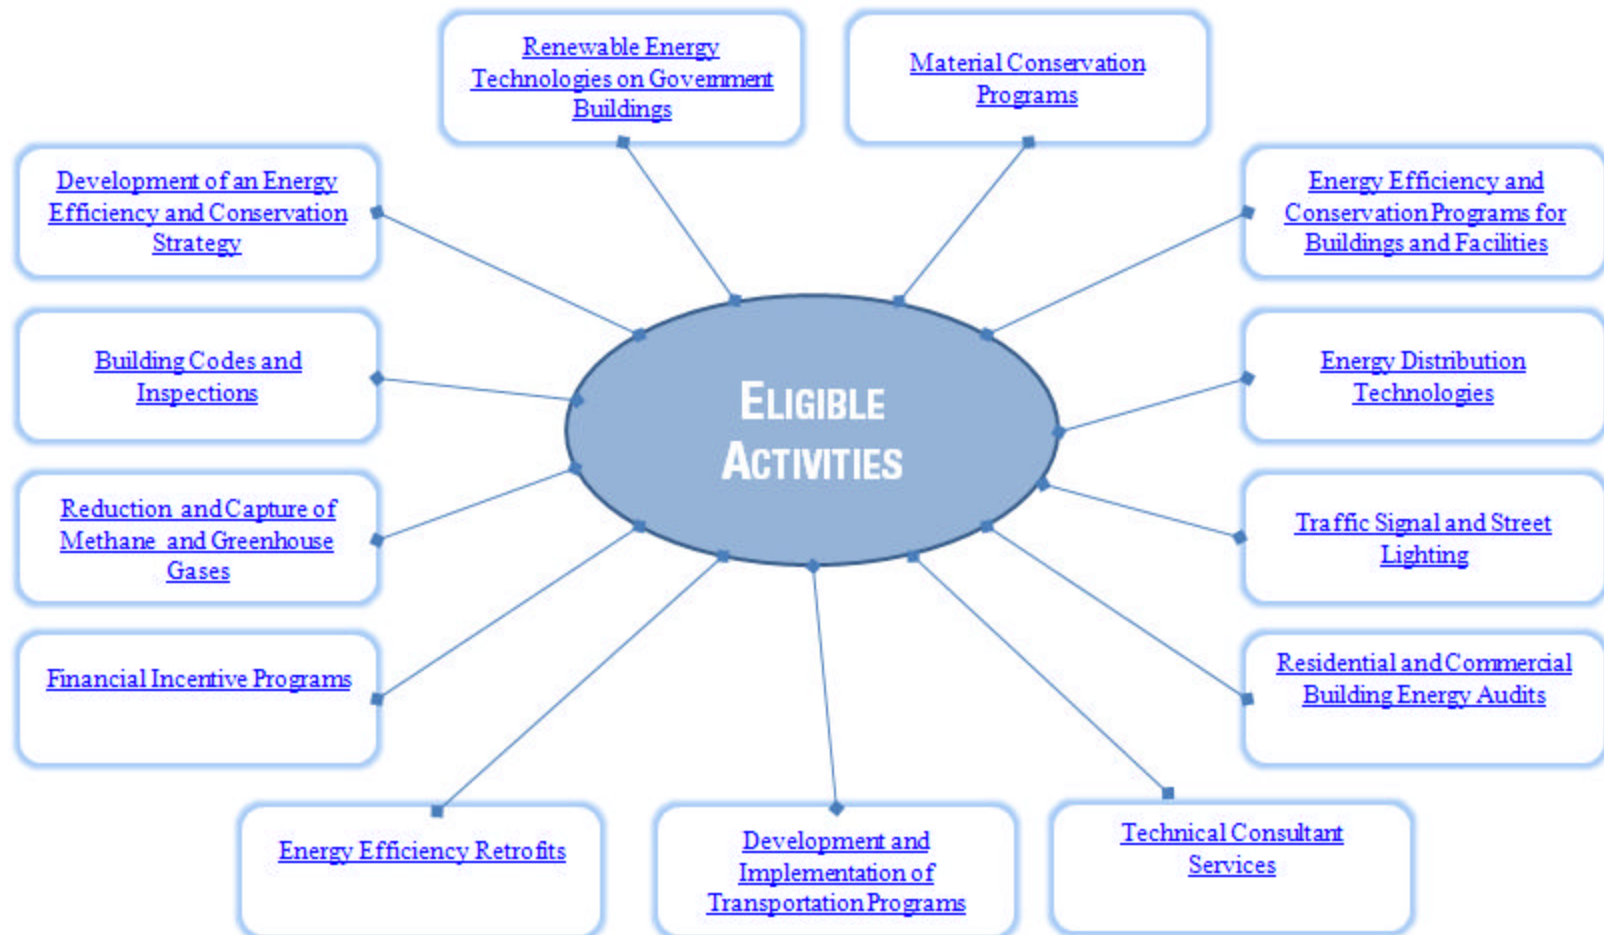 Renewable Energy
Technologies on Government
Buildings
Material Conservation
Programs
Development of an Energy
Efficiency and Conservation
Strategy
Energy Efficiency and
Conservation Programs for
Buildings and Facilities
Building Codes and
Inspections
Energy Distribution
Technologies
ELIGIBLE
ACTIVITIES
Reduction and Capture of
Methane and Greenhouse
Gases
Traffic Signal and Street
Lighting
Financial Incentive Programs
Residential and Commercial
Building Energy Audits
Energy Efficiency Retrofits
Development and
Implementation of
Transportation Programs
Technical Consultant
Services